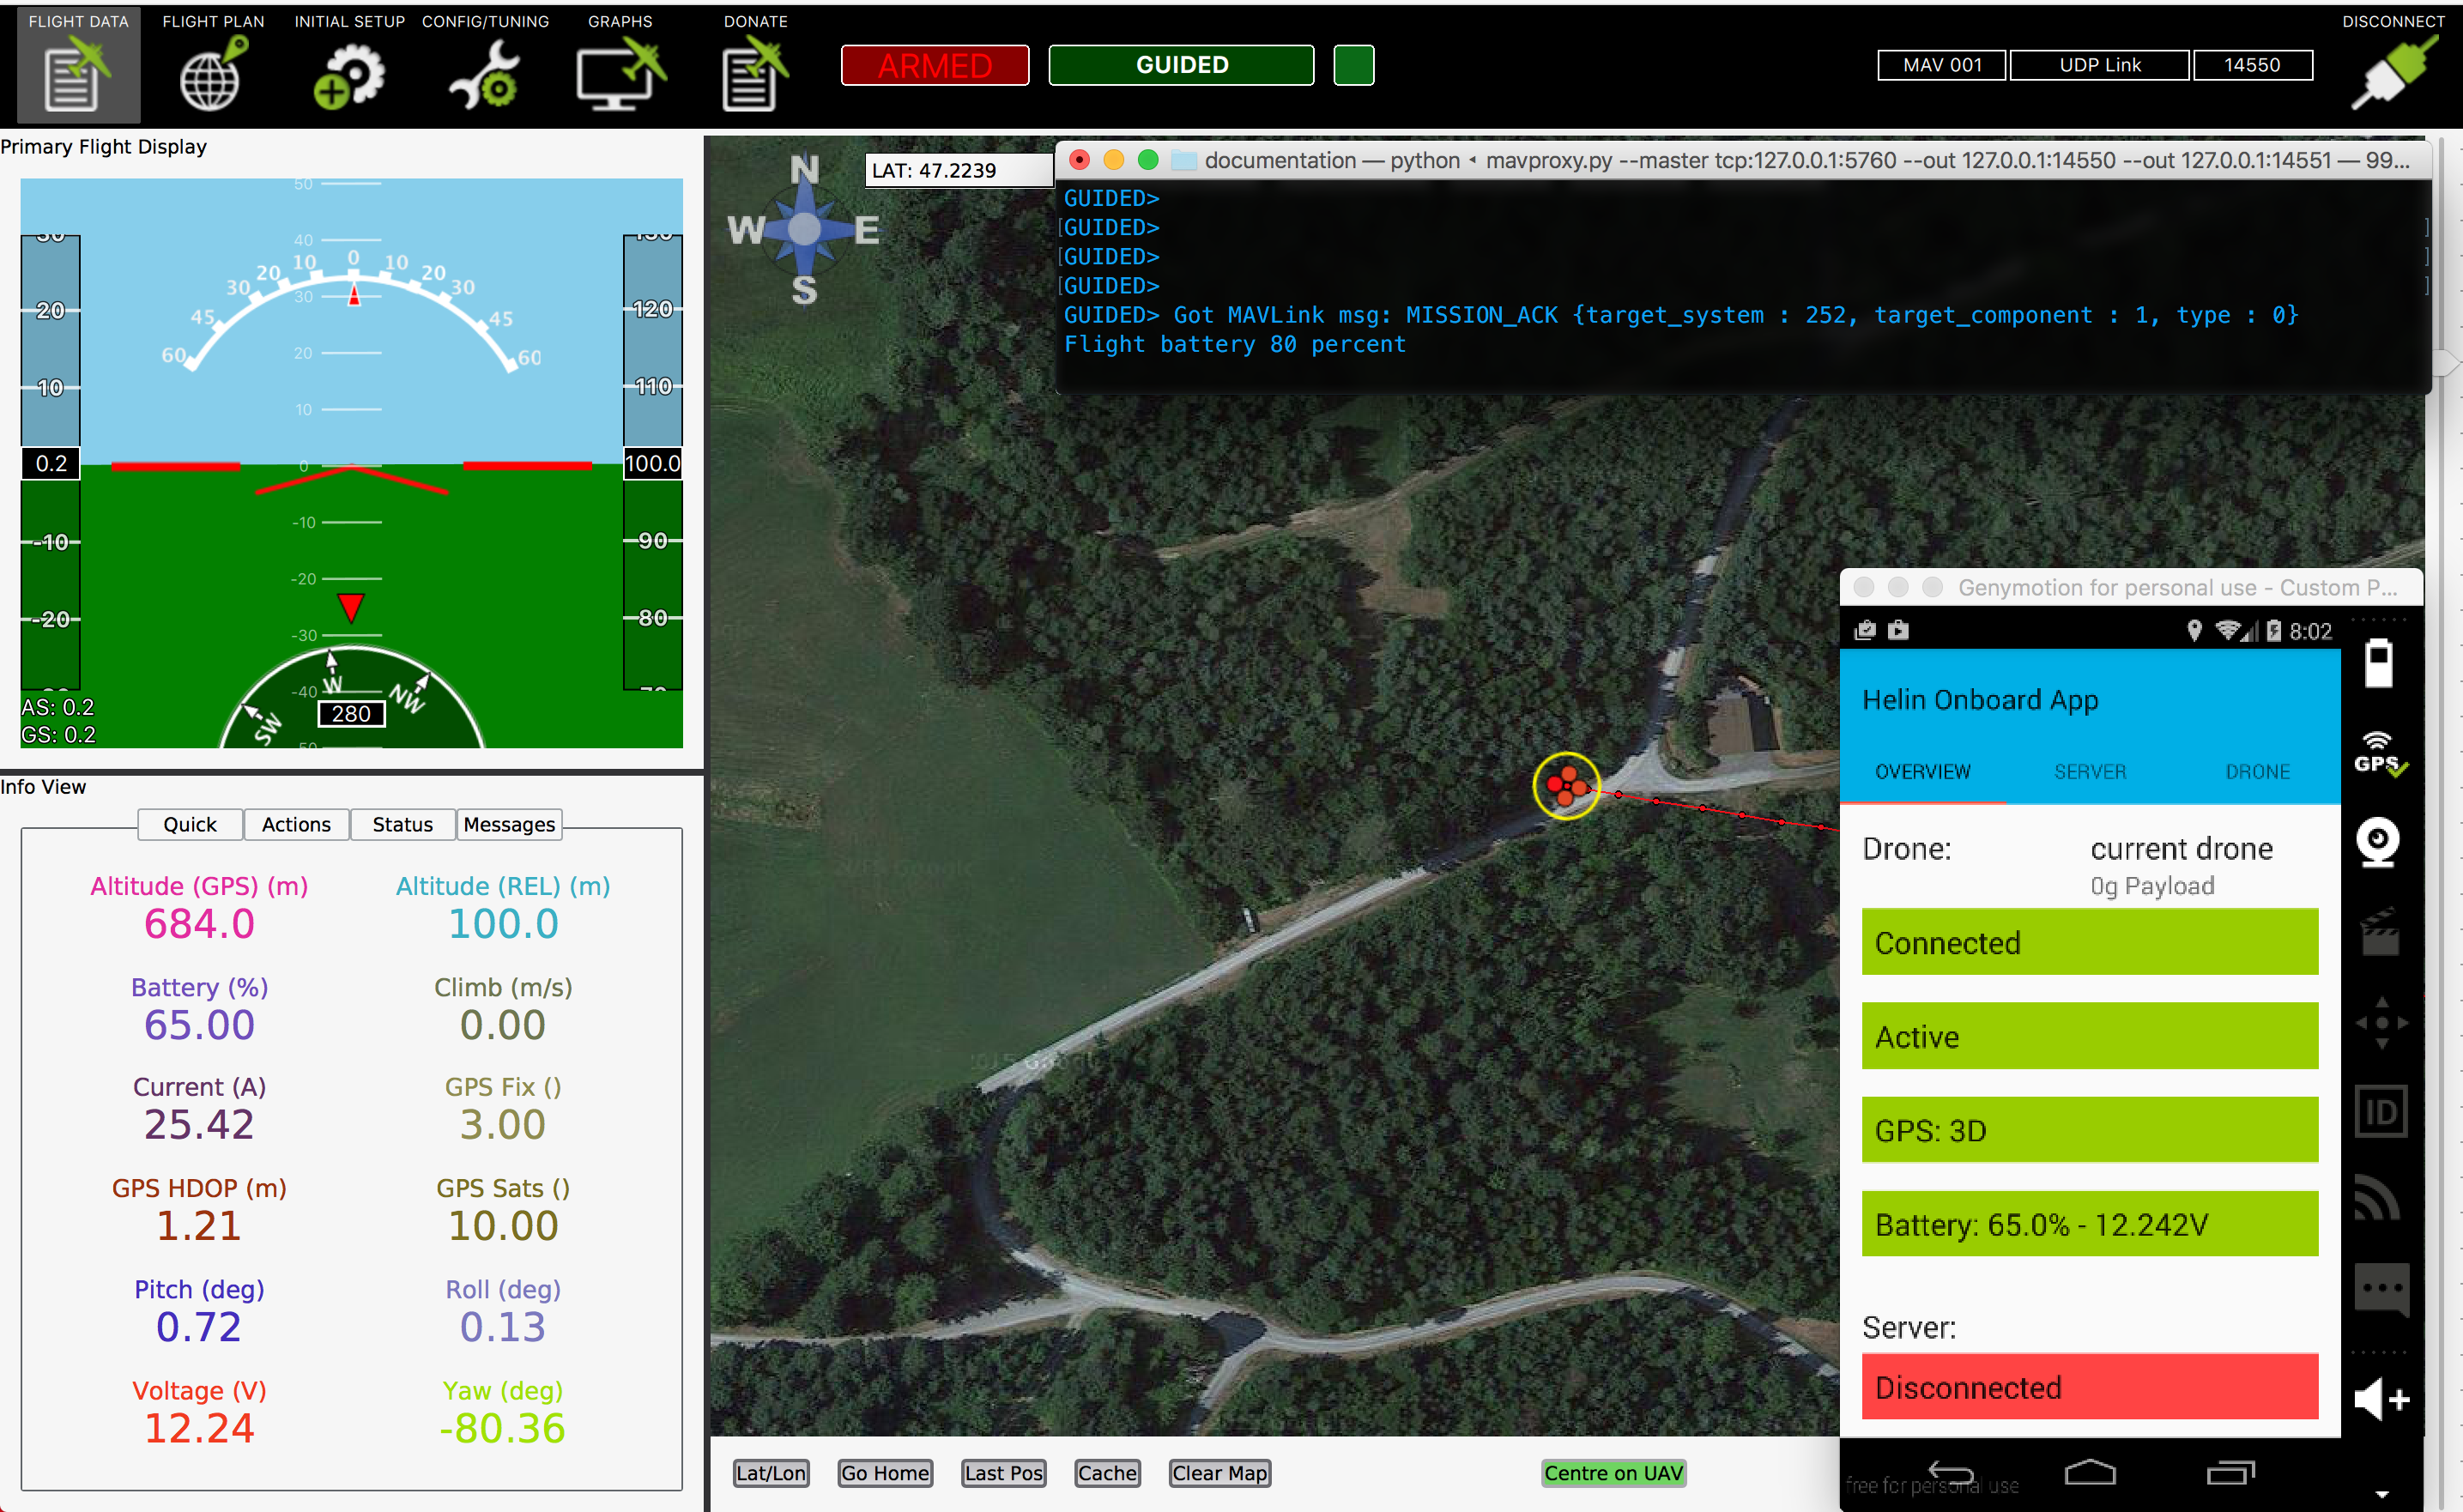 FLIGHT DATA FLIGHT PLAN INITIAL SETUP CONFIG/TUNING GRAPHS DONATE DISCONNECT
ARMED GUIDED MAV 001 UDP Link 14550
Primary Flight Display
50
40
30 20 10 0 10 20 30
45 30 45
60 20 60
10
20
10
0.2
-10
-20
120
110
100.0
90
80
0
-10
-20
-30
-40
W
SW NW
280
AS: 0.2
GS: 0.2
Info View
Quick Actions Status Messages
Altitude (GPS) (m) Altitude (REL) (m)
684.0 100.0
Battery (%) Climb (m/s)
65.00 0.00
Current (A) GPS Fix ()
25.42 3.00
GPS HDOP (m) GPS Sats ()
1.21 10.00
Pitch (deg) Roll (deg)
0.72 0.13
Voltage (V) Yaw (deg)
12.24 -80.36
N
W E
S
LAT: 47.2239
documentation — python ◂ mavproxy.py --master tcp:127.0.0.1:5760 --out 127.0.0.1:14550 --out 127.0.0.1:14551 — 99...
GUIDED>
[GUIDED> ]
[GUIDED> ]
[GUIDED> ]
GUIDED> Got MAVLink msg: MISSION_ACK {target_system : 252, target_component : 1, type : 0}
Flight battery 80 percent
Genymotion for personal use - Custom P...
8:02
Helin Onboard App
OVERVIEW SERVER DRONE
Drone: current drone
0g Payload
Connected
Active
GPS: 3D
Battery: 65.0% - 12.242V
Server:
Disconnected
free for personal use
GPS
ID
Lat/Lon Go Home Last Pos Cache Clear Map Centre on UAV